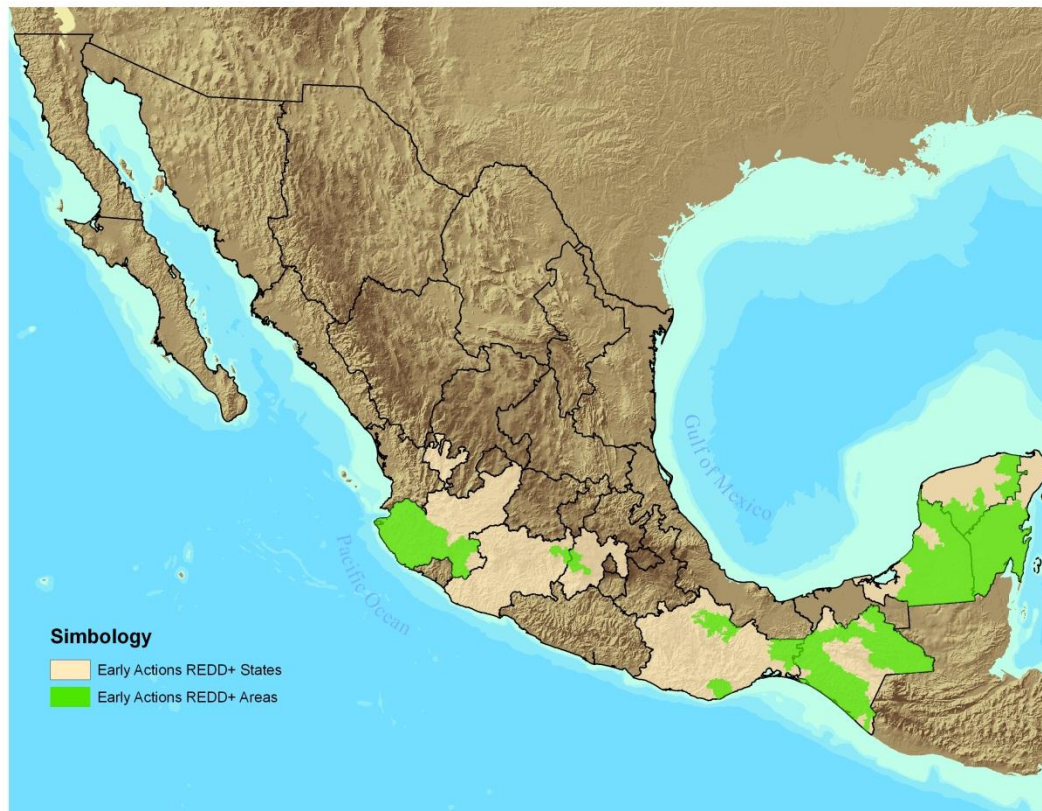 Gulf of Mexico
Pacific Ocean
Simbology
Early Actions REDD+ States
Early Actions REDD+ Areas